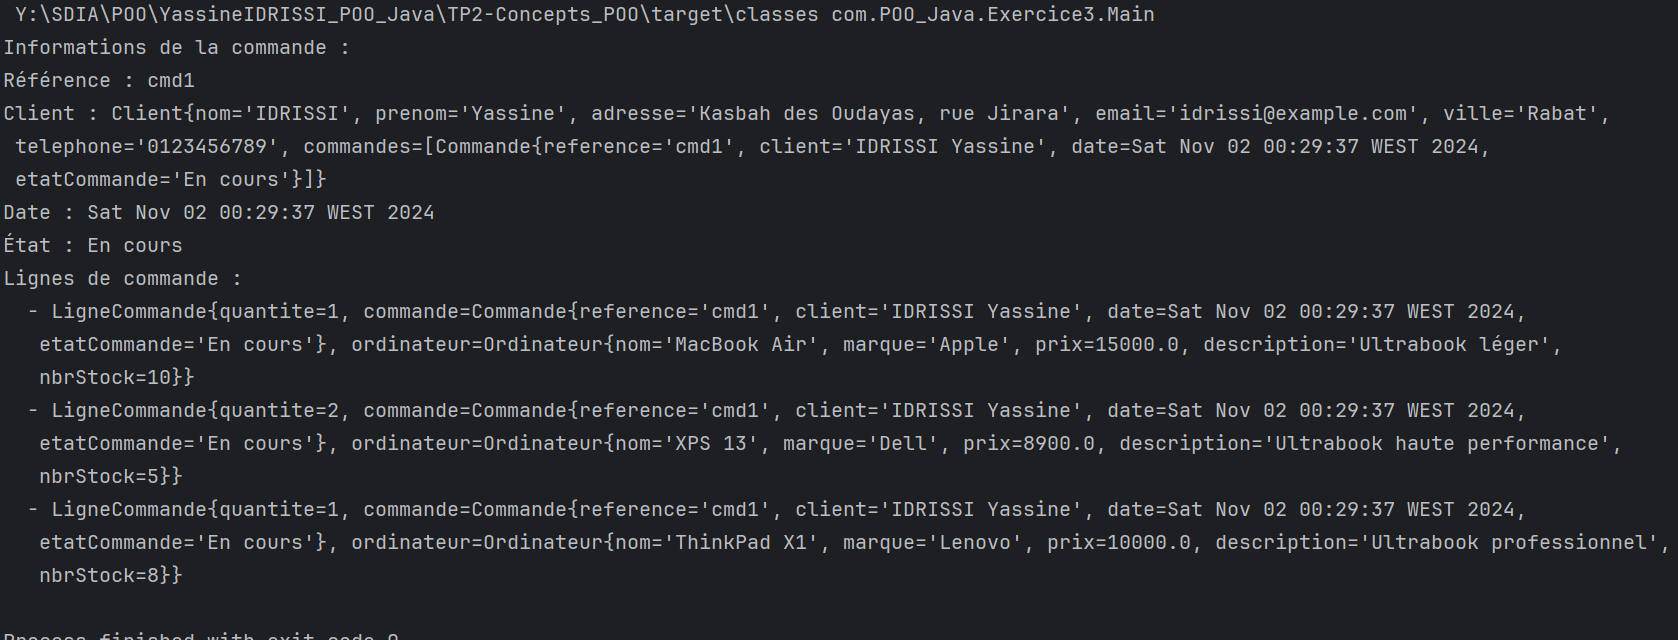 Y:\SDIA\POO\YassineIDRISSI_POO_Java\TP2-Concepts_POO\target\classes com.POO_Java.Exercice3.Main
Informations de la commande :
Référence : cmd1
Client : Client{nom='IDRISSI', prenom='Yassine', adresse='Kasbah des Oudayas, rue Jirara', email='idrissi@example.com', ville='Rabat',
telephone='0123456789', commandes=[Commande{reference='cmd1', client='IDRISSI Yassine', date=Sat Nov 02 00:29:37 WEST 2024,
etatCommande='En cours'}]}
Date : Sat Nov 02 00:29:37 WEST 2024
État : En cours
Lignes de commande :
- LigneCommande{quantite=1, commande=Commande{reference='cmd1', client='IDRISSI Yassine', date=Sat Nov 02 00:29:37 WEST 2024,
etatCommande='En cours'}, ordinateur=Ordinateur{nom='MacBook Air', marque='Apple', prix=15000.0, description='Ultrabook léger',
nbrStock=10}}
- LigneCommande{quantite=2, commande=Commande{reference='cmd1', client='IDRISSI Yassine', date=Sat Nov 02 00:29:37 WEST 2024,
etatCommande='En cours'}, ordinateur=Ordinateur{nom='XPS 13', marque='Dell', prix=8900.0, description='Ultrabook haute performance',
nbrStock=5}}
- LigneCommande{quantite=1, commande=Commande{reference='cmd1', client='IDRISSI Yassine', date=Sat Nov 02 00:29:37 WEST 2024,
etatCommande='En cours'}, ordinateur=Ordinateur{nom='ThinkPad X1', marque='Lenovo', prix=10000.0, description='Ultrabook professionnel',
nbrStock=8}}
Process finished with exit code 0